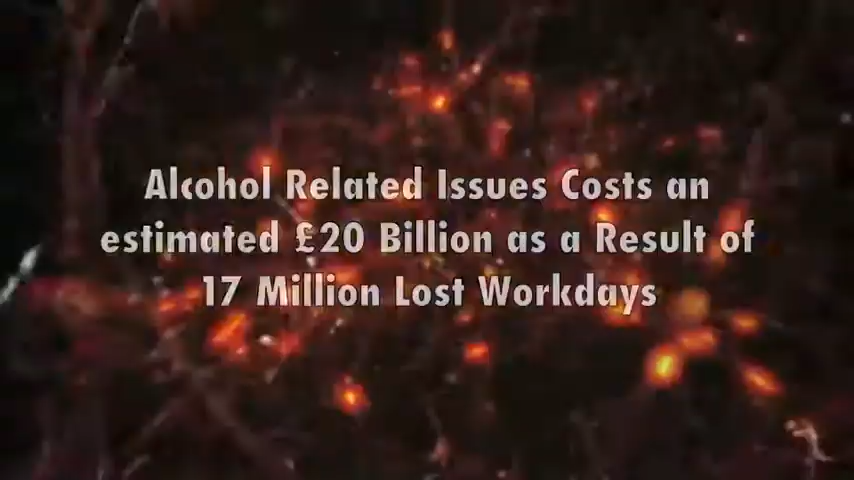 Alcohol Related Issues Costs an
estimated £20 Billion as a Result of
17 Million Lost Workdays